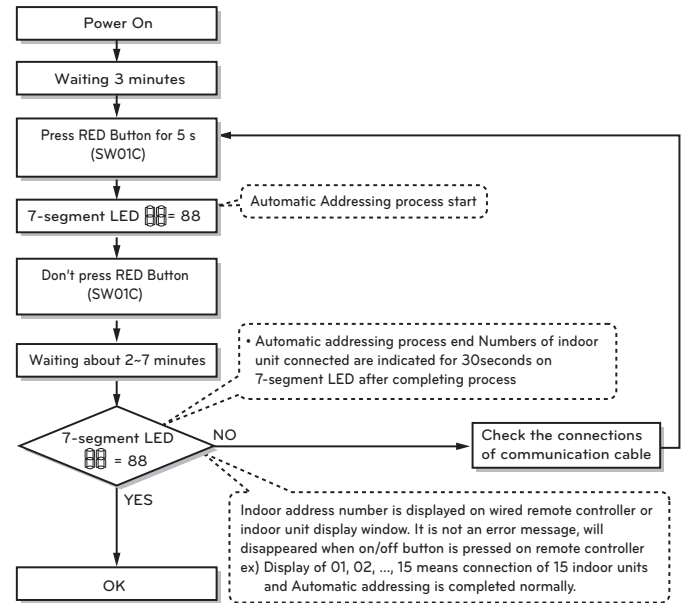 Power On
Waiting 3 minutes
Press RED Button for 5 s
(SW01C)
7-segment LED 88= 88
Automatic Addressing process start
Don't press RED Button
(SW01C)
Waiting about 2~7 minutes
• Automatic addressing process end Numbers of indoor
unit connected are indicated for 30seconds on
7-segment LED after completing process
7-segment LED
88 = 88
NO
Check the connections
of communication cable
YES
Indoor address number is displayed on wired remote controller or
indoor unit display window. It is not an error message, will
disappeared when on/off button is pressed on remote controller
ex) Display of 01, 02, ..., 15 means connection of 15 indoor units
and Automatic addressing is completed normally.
OK